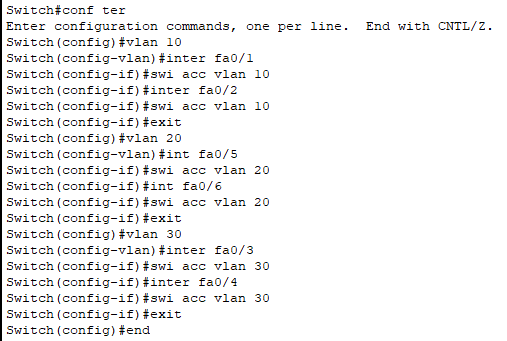 Switch#conf ter
Enter configuration commands, one per line.  End with CNTL/Z.
Switch(config)#vlan 10
Switch(config-vlan)#inter fa0/1
Switch(config-if)#swi acc vlan 10
Switch(config-if)#inter fa0/2
Switch(config-if)#swi acc vlan 10
Switch(config-if)#exit
Switch(config)#vlan 20
Switch(config-vlan)#int fa0/5
Switch(config-if)#swi acc vlan 20
Switch(config-if)#int fa0/6
Switch(config-if)#swi acc vlan 20
Switch(config-if)#exit
Switch(config)#vlan 30
Switch(config-vlan)#inter fa0/3
Switch(config-if)#swi acc vlan 30
Switch(config-if)#inter fa0/4
Switch(config-if)#swi acc vlan 30
Switch(config-if)#exit
Switch(config)#end